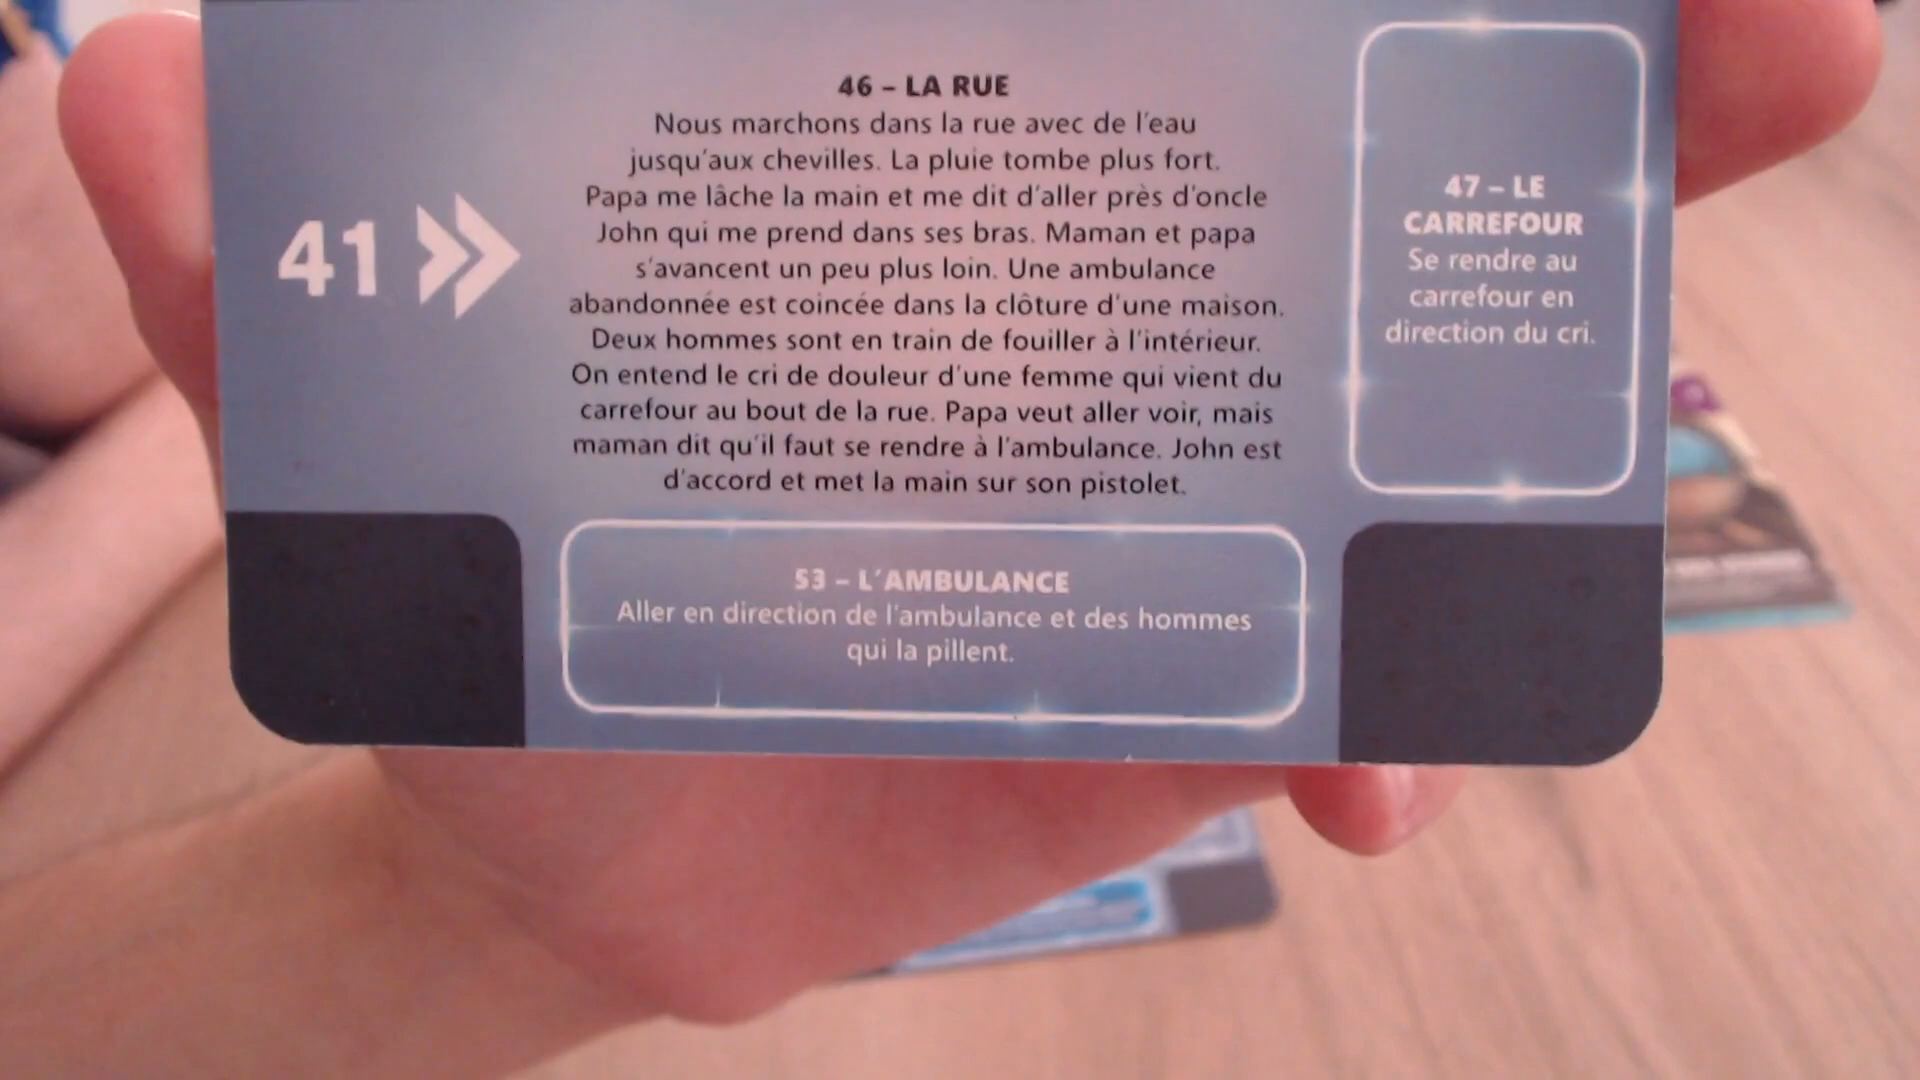 41
46 – LA RUE
Nous marchons dans la rue avec de l'eau
jusqu'aux chevilles. La pluie tombe plus fort.
Papa me lâche la main et me dit d'aller près d'oncle
John qui me prend dans ses bras. Maman et papa
s'avancent un peu plus loin. Une ambulance
abandonnée est coincée dans la clôture d'une maison.
Deux hommes sont en train de fouiller à l'intérieur.
On entend le cri de douleur d'une femme qui vient du
carrefour au bout de la rue. Papa veut aller voir, mais
maman dit qu'il faut se rendre à l'ambulance. John est
d'accord et met la main sur son pistolet.
47 – LE
CARREFOUR
Se rendre au
carrefour en
direction du cri.
53 – L'AMBULANCE
Aller en direction de l'ambulance et des hommes
qui la pillent.